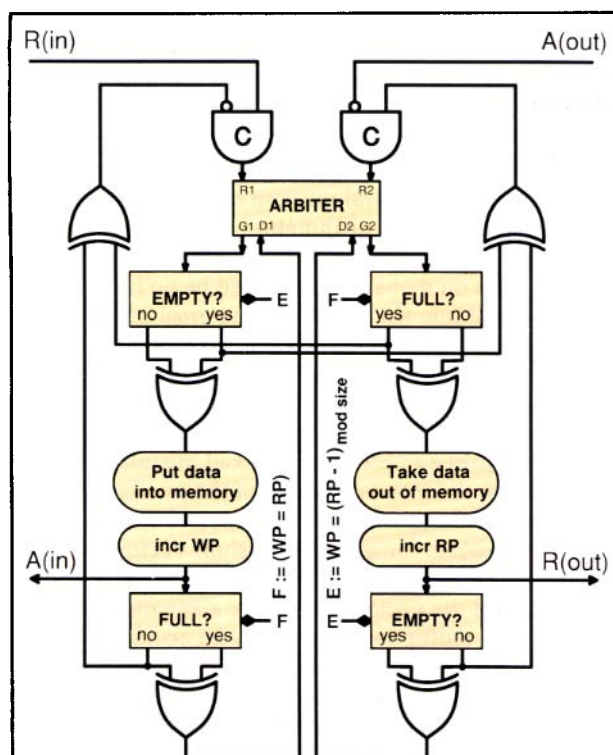 R(in)
A(out)
C
C
R1
R2
ARBITER
G1 D1
D2 G2
EMPTY?
no yes
E
F
FULL?
yes no
Put data
into memory
incr WP
F := (WP = RP)
E := WP = (RP - 1) mod size
Take data
out of memory
incr RP
A(in)
R(out)
FULL?
no yes
F
E
EMPTY?
yes no